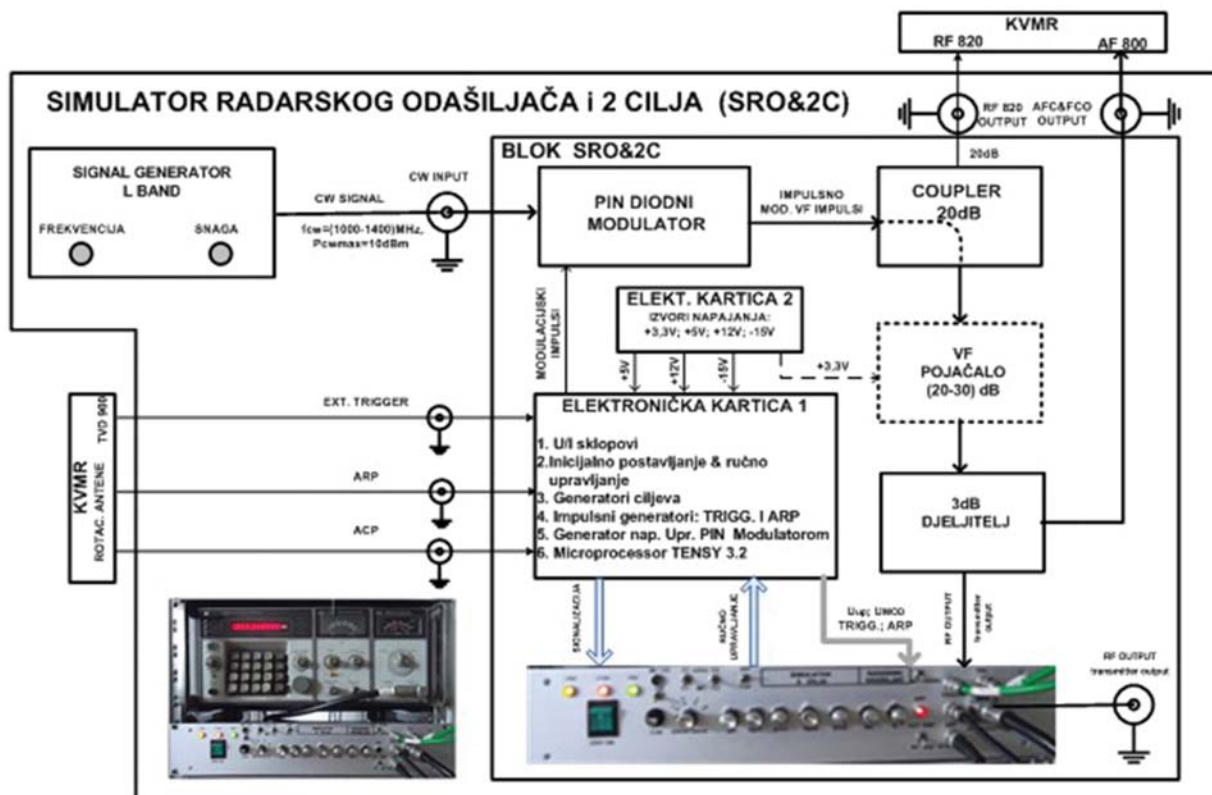 KVMR
RF 820
AF 800
SIMULATOR RADARSKOG ODAŠILJAČA i 2 CILJA (SRO&2C)
RF 820
OUTPUT
AFC&FCO
OUTPUT
SIGNAL GENERATOR
L BAND
FREKVENCIJA
SNAGA
CW SIGNAL
fcw=(1000-1400)MHz,
Pcwmax=10dBm
CW INPUT
BLOK SRO&2C
PIN DIODNI
MODULATOR
IMPULSNO
MOD. VF IMPULSI
20dB
COUPLER
20dB
MODULACIJSKI
IMPULSI
ELEKT. KARTICA 2
IZVORI NAPAJANJA:
+3,3V; +5V; +12V; -15V
+5V
+12V
-15V
+3,3V
VF
POJAČALO
(20-30) dB
KVMR
ROTAC. ANTENE
TVD 900
EXT. TRIGGER
ARP
ACP
ELEKTRONIČKA KARTICA 1
1. U/I sklopovi
2.Inicijalno postavljanje & ručno
upravljanje
3. Generatori ciljeva
4. Impulsni generatori: TRIGG. I ARP
5. Generator nap. Upr. PIN Modulatorom
6. Microprocessor TENSY 3.2
3dB
DJELJITELJ
SIGNALIZACIJA
RUČNO
UPRAVLJANJE
TRIGG.; ARP
RF OUTPUT
transmitter
output
RF OUTPUT
transmitter output
SIMULATOR
2 CILJA